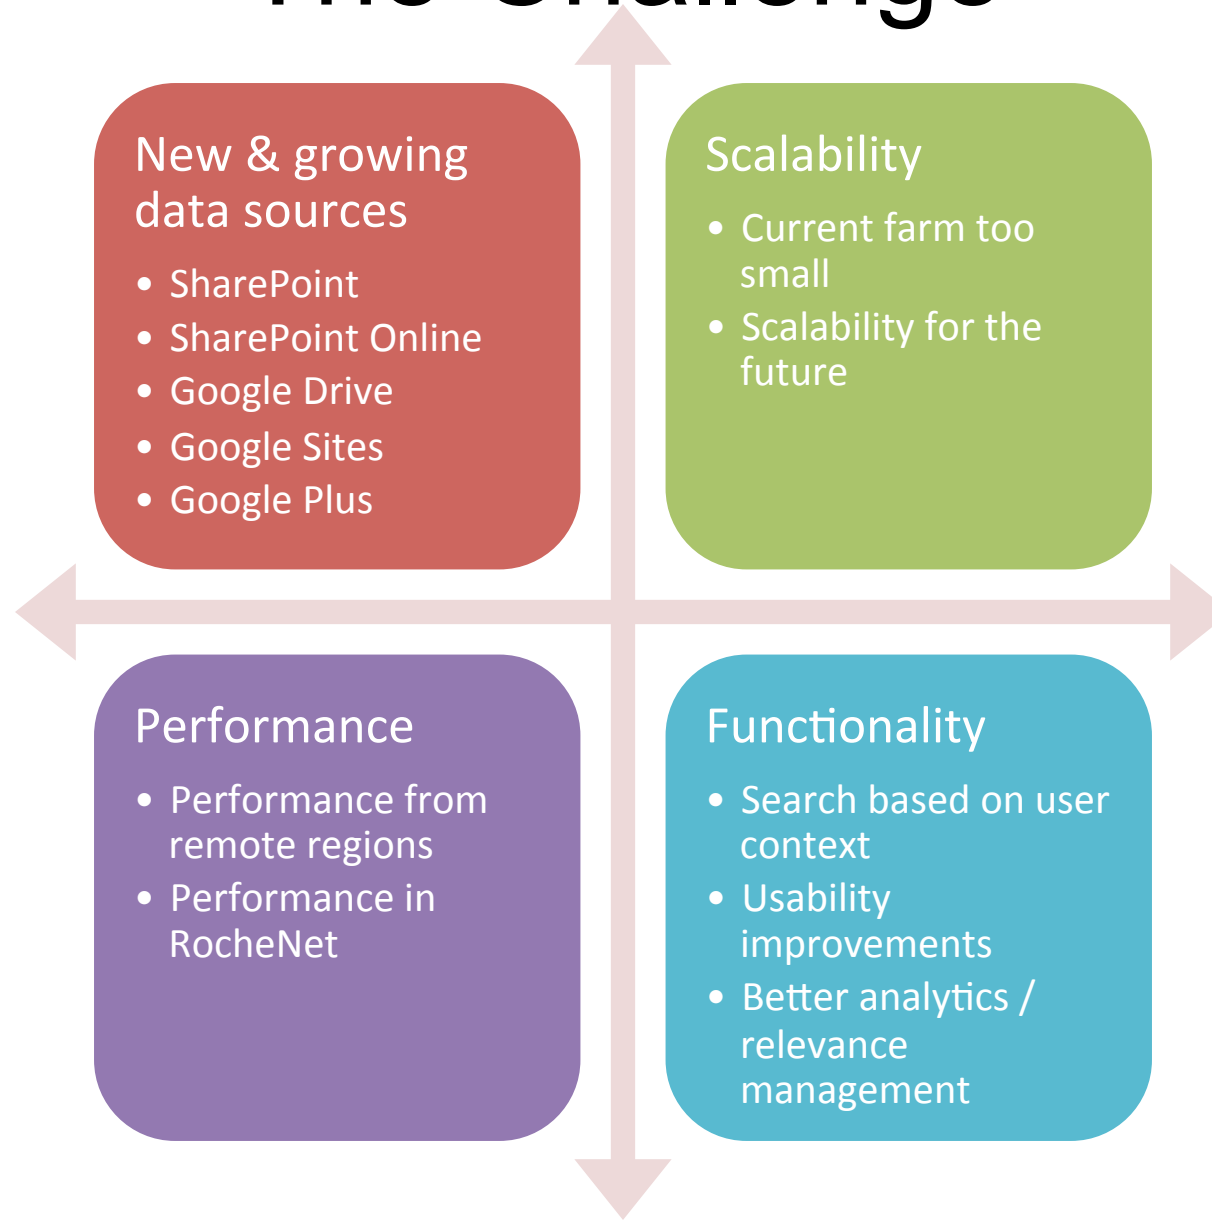 The Challenge
New & growing
data sources
• SharePoint
• SharePoint Online
• Google Drive
• Google Sites
• Google Plus
Scalability
• Current farm too
small
• Scalability for the
future
Performance
• Performance from
remote regions
• Performance in
RocheNet
Functionality
• Search based on user
context
• Usability
improvements
• Better analytics /
relevance
management